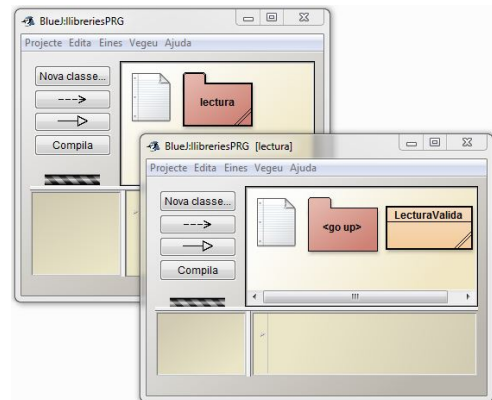 BlueJ:llibreriesPRG
Projecte Edita Eines Vegeu Ajuda
Nova classe...
--->
Compila
lectura
BlueJ:llibreriesPRG [lectura]
Projecte Edita Eines Vegeu Ajuda
Nova classe...
--->
Compila
<go up>
LecturaValida